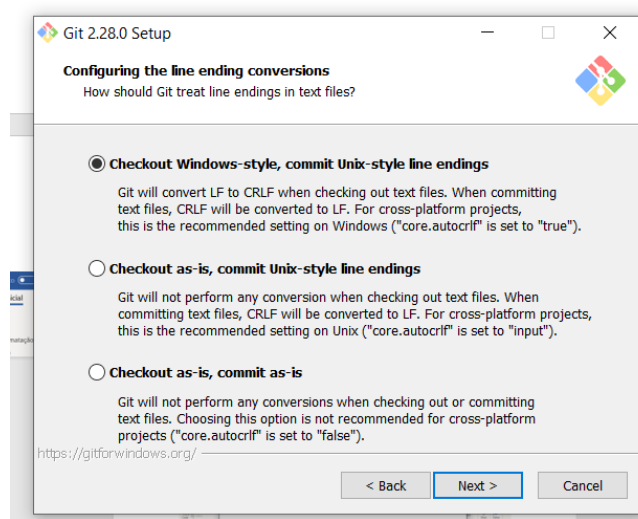 Git 2.28.0 Setup
Configuring the line ending conversions
How should Git treat line endings in text files?
Checkout Windows-style, commit Unix-style line endings
Git will convert LF to CRLF when checking out text files. When committing
text files, CRLF will be converted to LF. For cross-platform projects,
this is the recommended setting on Windows ("core.autocrlf" is set to "true").
Checkout as-is, commit Unix-style line endings
Git will not perform any conversion when checking out text files. When
committing text files, CRLF will be converted to LF. For cross-platform projects,
this is the recommended setting on Unix ("core.autocrlf" is set to "input").
Checkout as-is, commit as-is
Git will not perform any conversions when checking out or committing
text files. Choosing this option is not recommended for cross-platform
projects ("core.autocrlf" is set to "false").
https://gitforwindows.org/
< Back
Next >
Cancel